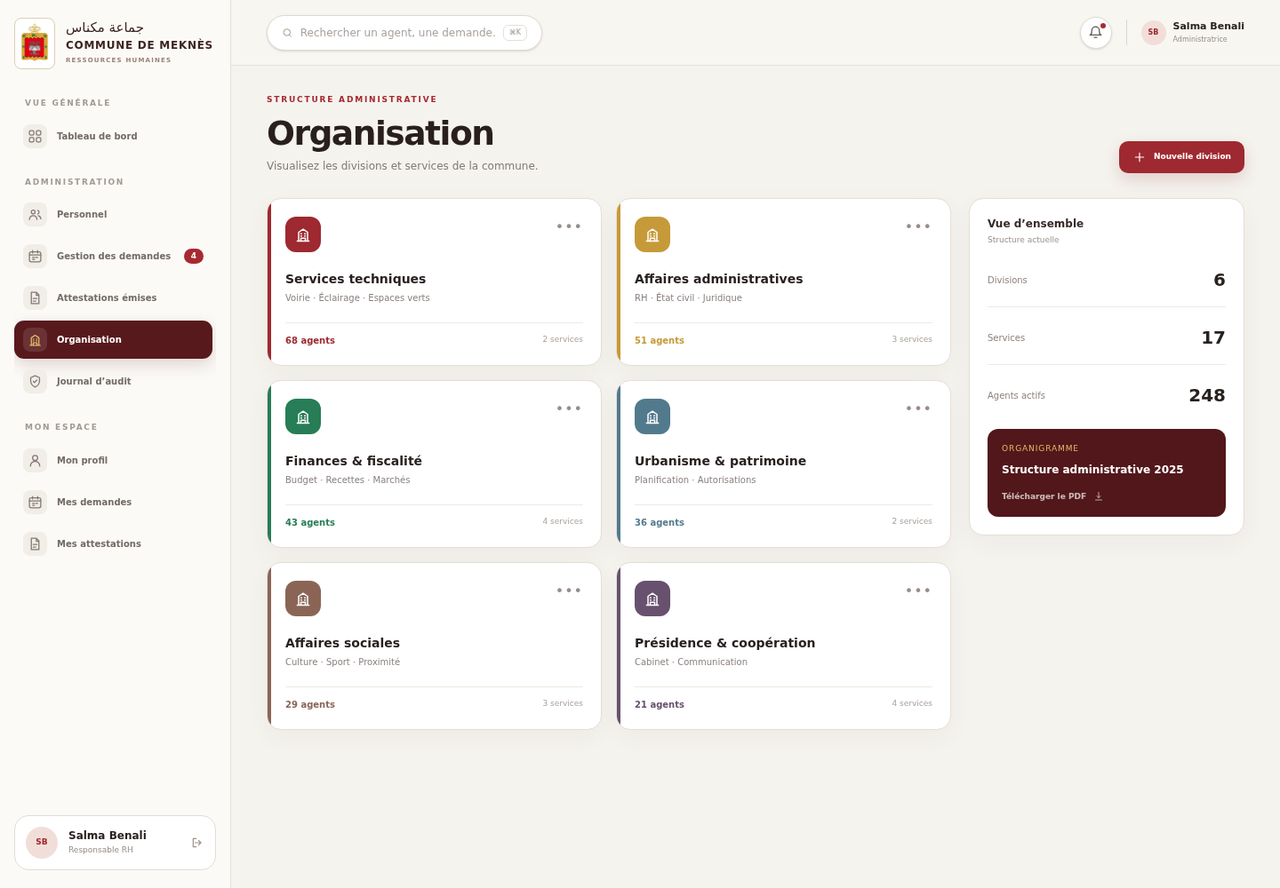 جماعة مكناس
COMMUNE DE MEKNÈS
RESSOURCES HUMAINES
VUE GÉNÉRALE
Tableau de bord
ADMINISTRATION
Personnel
Gestion des demandes 4
Attestations émises
Organisation
Journal d’audit
MON ESPACE
Mon profil
Mes demandes
Mes attestations
SB
Salma Benali
Responsable RH
Rechercher un agent, une demande. ⌘K
SB
Salma Benali
Administratrice
STRUCTURE ADMINISTRATIVE
Organisation
Visualisez les divisions et services de la commune.
Nouvelle division
Services techniques
Voirie · Éclairage · Espaces verts
68 agents 2 services
Affaires administratives
RH · État civil · Juridique
51 agents 3 services
Finances & fiscalité
Budget · Recettes · Marchés
43 agents 4 services
Urbanisme & patrimoine
Planification · Autorisations
36 agents 2 services
Affaires sociales
Culture · Sport · Proximité
29 agents 3 services
Présidence & coopération
Cabinet · Communication
21 agents 4 services
Vue d’ensemble
Structure actuelle
Divisions 6
Services 17
Agents actifs 248
ORGANIGRAMME
Structure administrative 2025
Télécharger le PDF